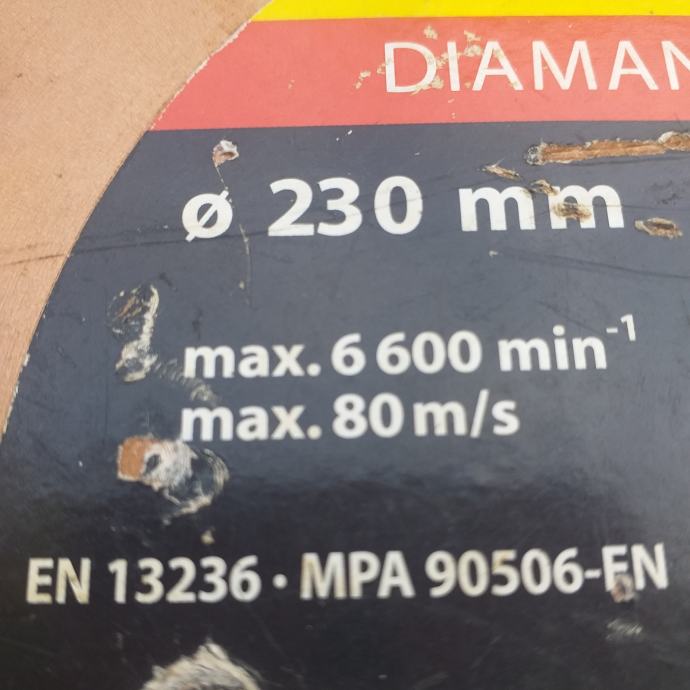 DIAMAN
ø 230 mm
max. 6 600 min⁻¹
max. 80 m/s
EN 13236 · MPA 90506-EN